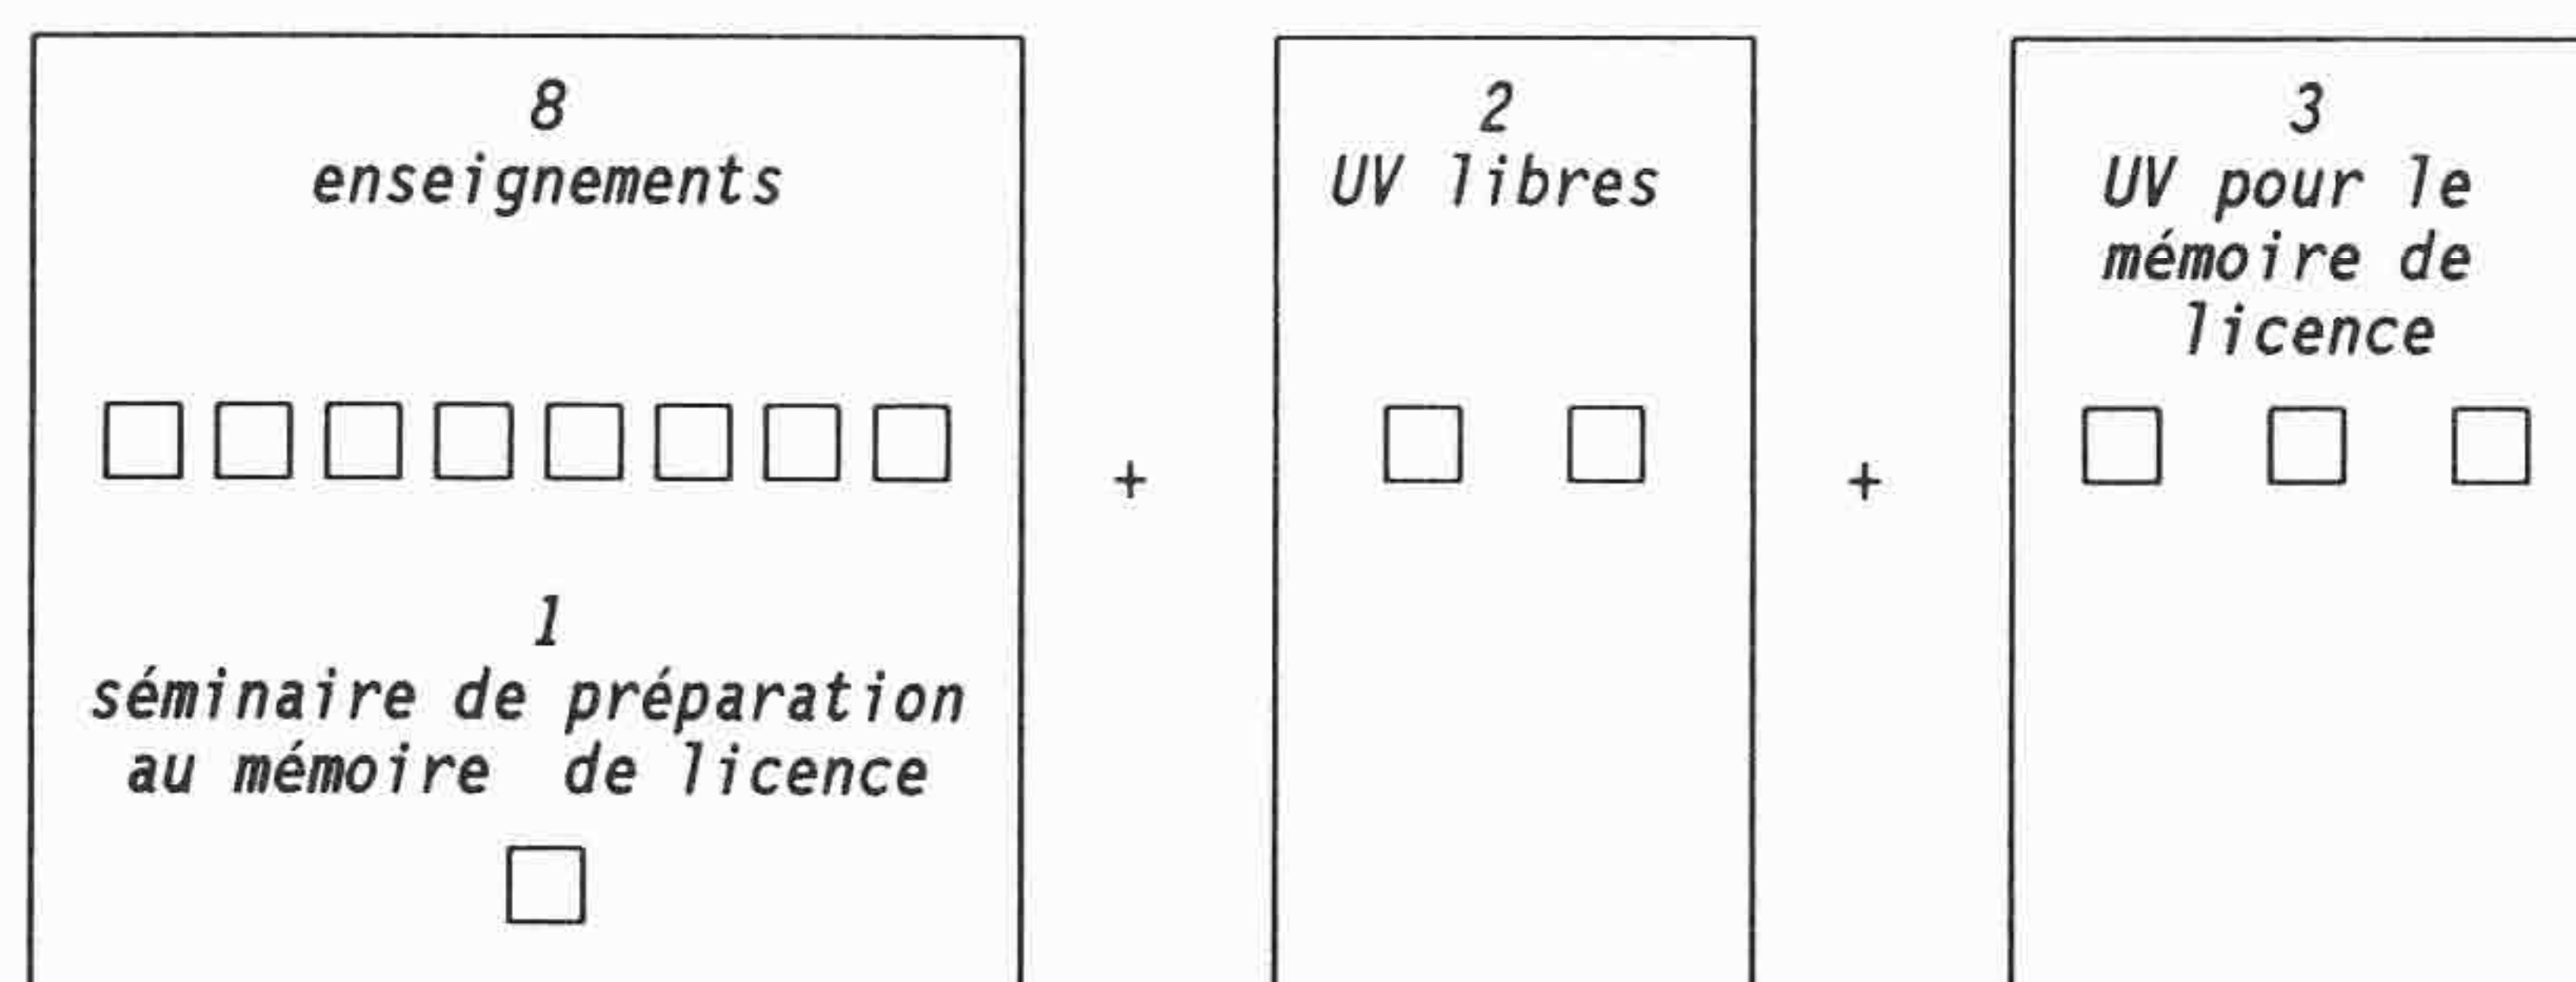 8
enseignements
1
séminaire de préparation
au mémoire de licence
+
2
UV libres
+
3
UV pour le
mémoire de
licence